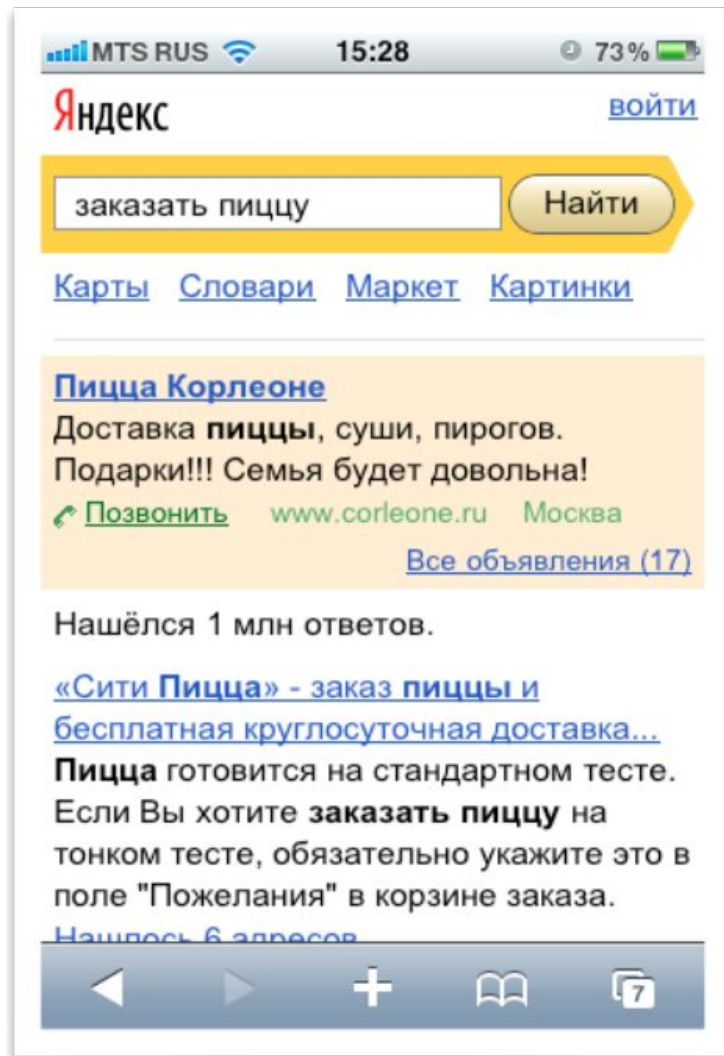 MTS RUS 15:28 73%
Яндекс войти
заказать пиццу Найти
Карты Словари Маркет Картинки
Пицца Корлеоне
Доставка пиццы, суши, пирогов.
Подарки!!! Семья будет довольна!
Позвонить www.corleone.ru Москва
Все объявления (17)
Нашёлся 1 млн ответов.
«Сити Пицца» - заказ пиццы и
бесплатная круглосуточная доставка...
Пицца готовится на стандартном тесте.
Если Вы хотите заказать пиццу на
тонком тесте, обязательно укажите это в
поле "Пожелания" в корзине заказа.
Нашлось 6 адресов
7